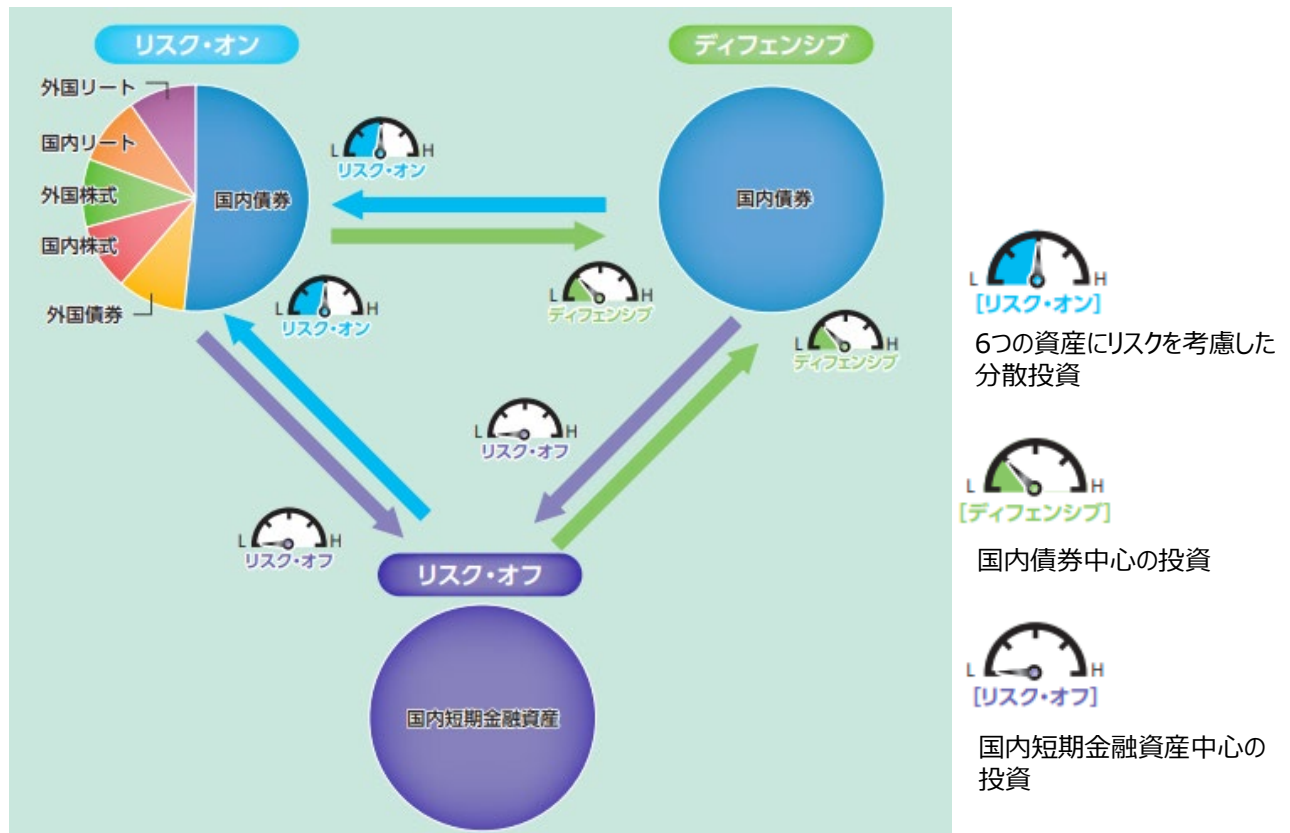 リスク・オン
ディフェンシブ
外国リート
国内リート
外国株式
国内株式
外国債券
国内債券
L H
リスク・オン
国内債券
L H
リスク・オン
L H
ディフェンシブ
L H
ディフェンシブ
L H
リスク・オフ
L H
リスク・オフ
リスク・オフ
国内短期金融資産
L H
[リスク・オン]
6つの資産にリスクを考慮した
分散投資
L H
[ディフェンシブ]
国内債券中心の投資
L H
[リスク・オフ]
国内短期金融資産中心の
投資